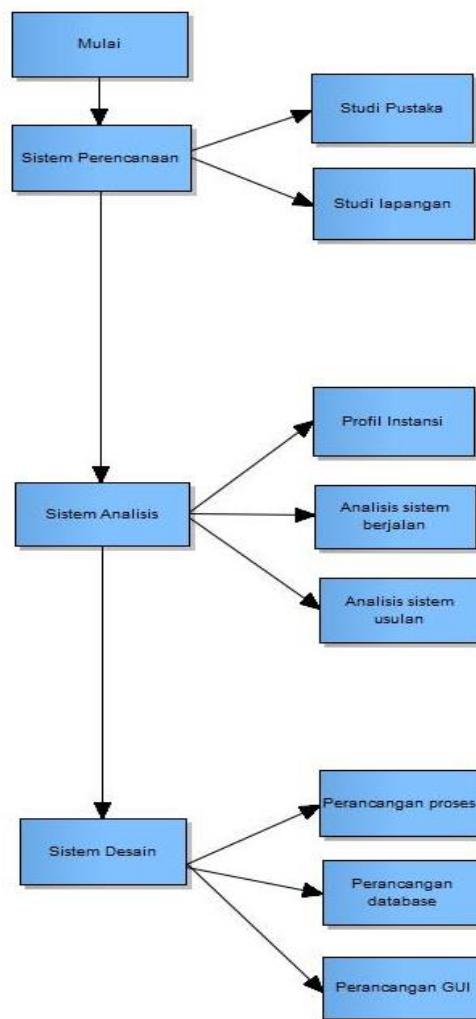 Mulai
Sistem Perencanaan
Studi Pustaka
Studi lapangan
Sistem Analisis
Profil Instansi
Analisis sistem
berjalan
Analisis sistem
usulan
Sistem Desain
Perancangan proses
Perancangan
database
Perancangan GUI